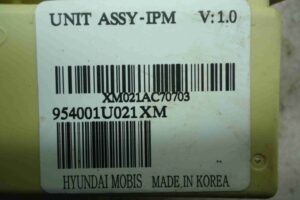 UNIT ASSY-IPM V:1.0
XM021AC70703
954001U021XM
HYUNDAI MOBIS MADE IN KOREA